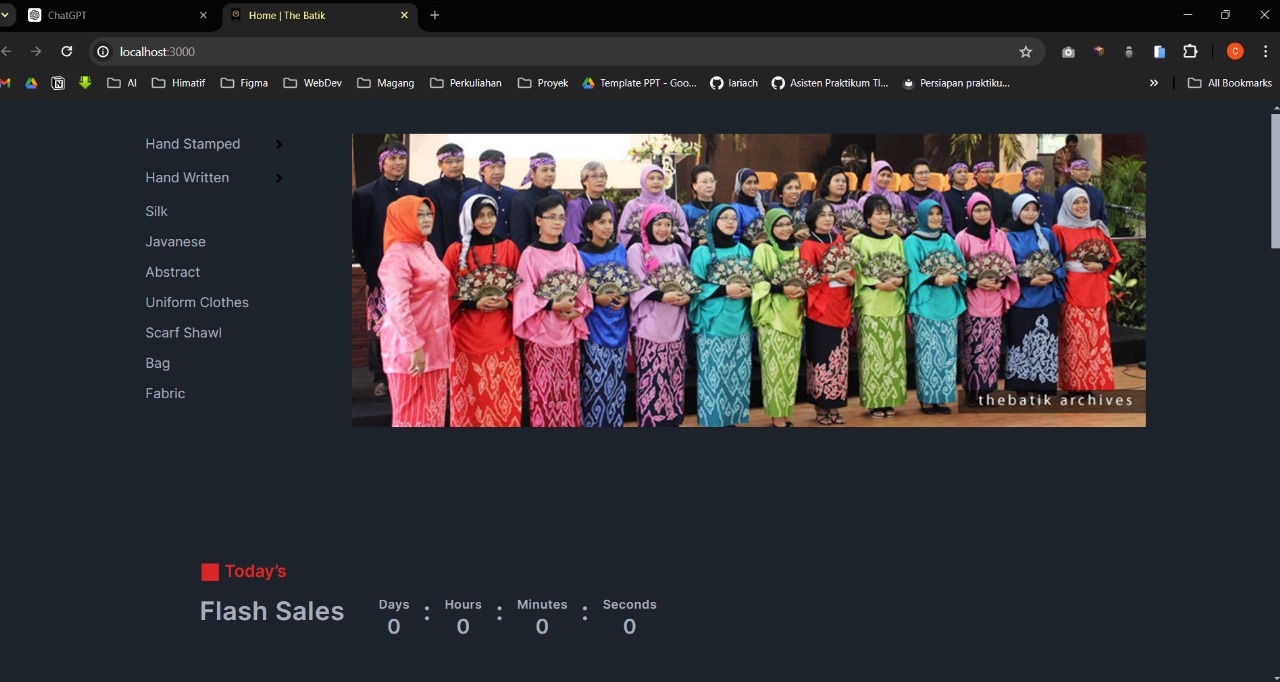 ChatGPT
Home | The Batik
localhost:3000
C
AI
Himatif
Figma
WebDev
Magang
Perkuliahan
Proyek
Template PPT - Goo...
lariach
Asisten Praktikum Tl...
Persiapan praktiku...
»
All Bookmarks
Hand Stamped
Hand Written
Silk
Javanese
Abstract
Uniform Clothes
Scarf Shawl
Bag
Fabric
thebatik archives
Today's
Flash Sales
Days : Hours : Minutes : Seconds
0 0 0 0